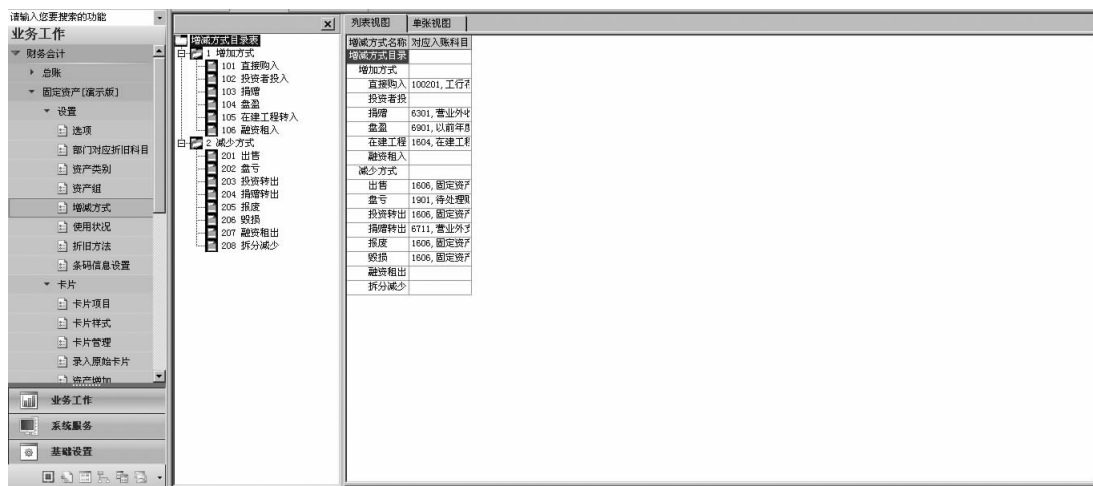 请输入您要搜索的功能
业务工作
财务会计
总账
固定资产[演示版]
设置
选项
部门对应折旧科目
资产类别
资产组
增减方式
使用状况
折旧方法
条码信息设置
卡片
卡片项目
卡片样式
卡片管理
录入原始卡片
资产增加
业务工作
系统服务
基础设置
增减方式目录表
1 增加方式
101 直接购入
102 投资者投入
103 捐赠
104 盘盈
105 在建工程转入
106 融资租入
2 减少方式
201 出售
202 盘亏
203 投资转出
204 捐赠转出
205 报废
206 毁损
207 融资租出
208 拆分减少
列表视图 单张视图
增减方式名称 对应入账科目
增减方式目录
增加方式
直接购入 100201, 工行
投资者投
捐赠 6301, 营业外
盘盈 6901, 以前年
在建工程 1604, 在建工
融资租入
减少方式
出售 1606, 固定资
盘亏 1901, 待处理
投资转出 1606, 固定资
捐赠转出 6711, 营业外
报废 1606, 固定资
毁损 1606, 固定资
融资租出
拆分减少